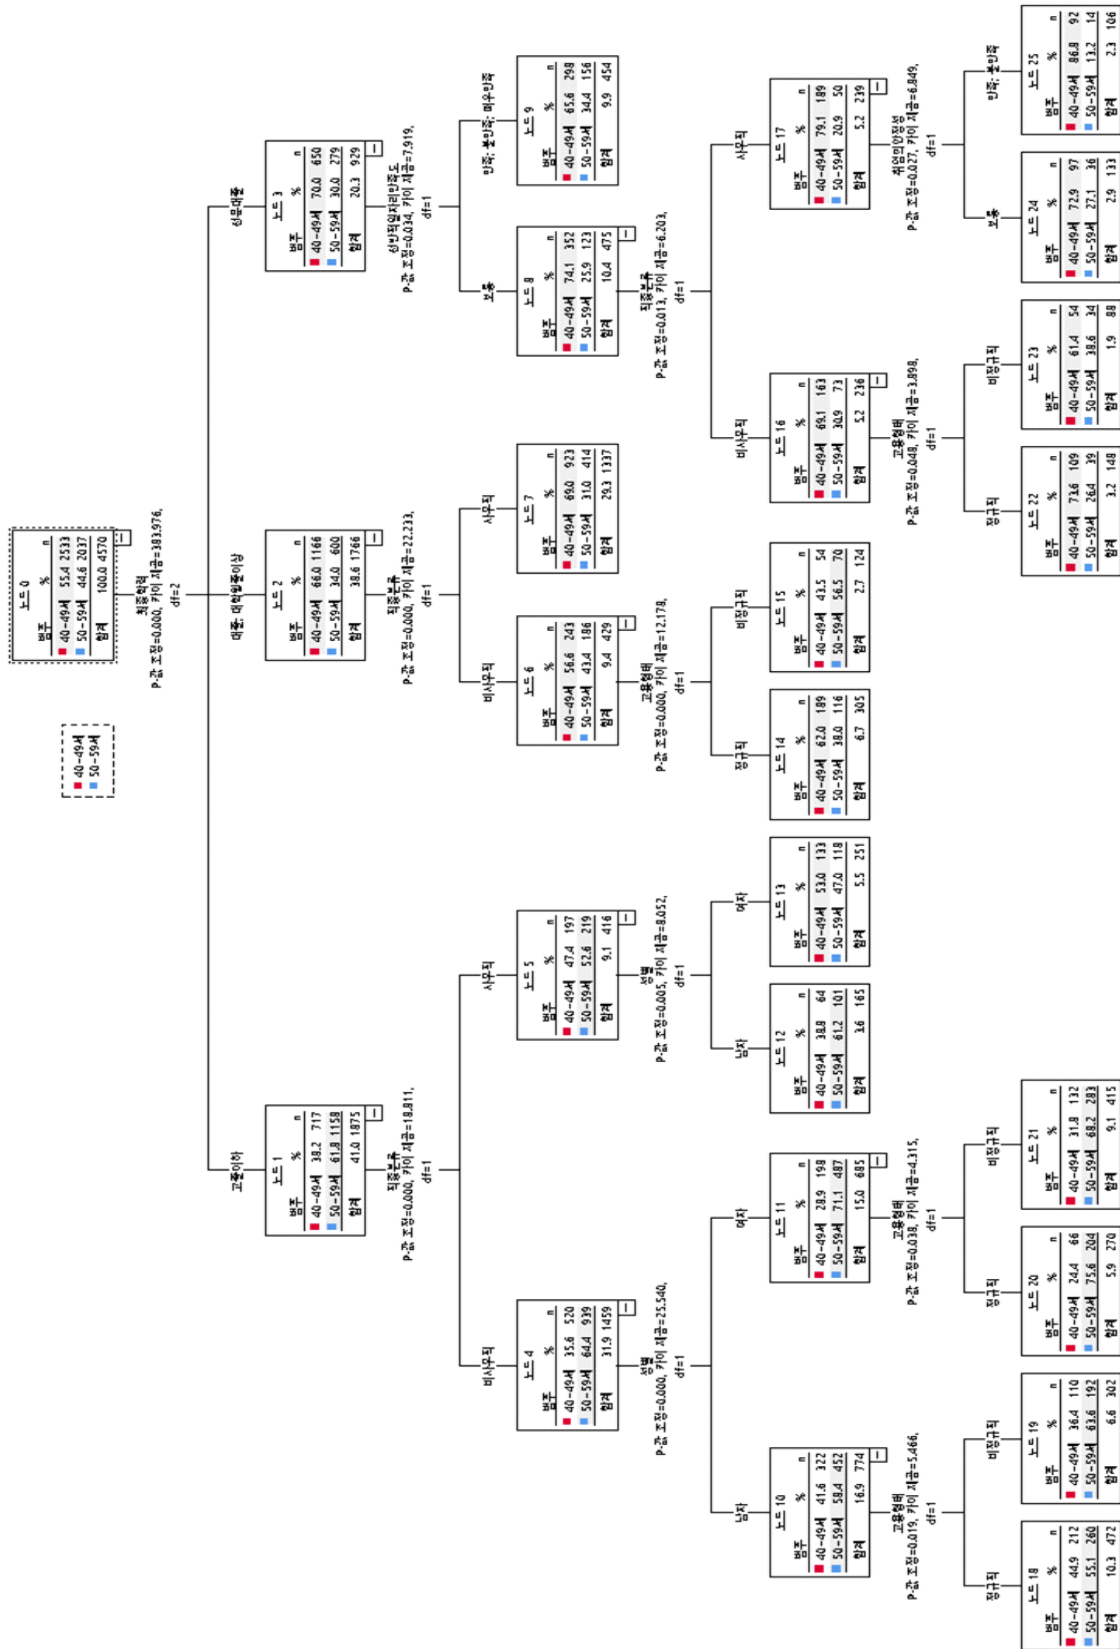 40-49세
50-59세
노드 0
범주 % n
40-49세 55.4 2533
50-59세 44.6 2037
합계 100.0 4570
최종학력
P-값 조정=0.000, 카이 제곱=383.976,
df=2
고졸이하
대졸; 대학원졸이상
전문대졸
노드 1
범주 % n
40-49세 38.2 717
50-59세 61.8 1158
합계 41.0 1875
직종분류
P-값 조정=0.000, 카이 제곱=18.811,
df=1
노드 2
범주 % n
40-49세 66.0 1166
50-59세 34.0 600
합계 38.6 1766
직종분류
P-값 조정=0.000, 카이 제곱=22.233,
df=1
노드 3
범주 % n
40-49세 70.0 650
50-59세 30.0 279
합계 20.3 929
전반적일자리만족도
P-값 조정=0.034, 카이 제곱=7.919,
df=1
비사무직
사무직
비사무직
사무직
보통
만족; 불만족; 매우만족
노드 4
범주 % n
40-49세 35.6 520
50-59세 64.4 939
합계 31.9 1459
성별
P-값 조정=0.000, 카이 제곱=25.540,
df=1
노드 5
범주 % n
40-49세 47.4 197
50-59세 52.6 219
합계 9.1 416
성별
P-값 조정=0.005, 카이 제곱=8.052,
df=1
노드 6
범주 % n
40-49세 56.6 243
50-59세 43.4 186
합계 9.4 429
고용형태
P-값 조정=0.000, 카이 제곱=12.178,
df=1
노드 7
범주 % n
40-49세 69.0 923
50-59세 31.0 414
합계 29.3 1337
노드 8
범주 % n
40-49세 74.1 352
50-59세 25.9 123
합계 10.4 475
직종분류
P-값 조정=0.013, 카이 제곱=6.203,
df=1
노드 9
범주 % n
40-49세 65.6 298
50-59세 34.4 156
합계 9.9 454
남자
여자
남자
여자
정규직
비정규직
비사무직
사무직
노드 10
범주 % n
40-49세 41.6 322
50-59세 58.4 452
합계 16.9 774
고용형태
P-값 조정=0.019, 카이 제곱=5.466,
df=1
노드 11
범주 % n
40-49세 28.9 198
50-59세 71.1 487
합계 15.0 685
고용형태
P-값 조정=0.038, 카이 제곱=4.315,
df=1
노드 12
범주 % n
40-49세 38.8 64
50-59세 61.2 101
합계 3.6 165
노드 13
범주 % n
40-49세 53.0 133
50-59세 47.0 118
합계 5.5 251
노드 14
범주 % n
40-49세 62.0 189
50-59세 38.0 116
합계 6.7 305
노드 15
범주 % n
40-49세 43.5 54
50-59세 56.5 70
합계 2.7 124
노드 16
범주 % n
40-49세 69.1 163
50-59세 30.9 73
합계 5.2 236
고용형태
P-값 조정=0.048, 카이 제곱=3.898,
df=1
노드 17
범주 % n
40-49세 79.1 189
50-59세 20.9 50
합계 5.2 239
취업의안정성
P-값 조정=0.027, 카이 제곱=6.849,
df=1
정규직
비정규직
정규직
비정규직
정규직
비정규직
보통
만족; 불만족
노드 18
범주 % n
40-49세 44.9 212
50-59세 55.1 260
합계 10.3 472
노드 19
범주 % n
40-49세 36.4 110
50-59세 63.6 192
합계 6.6 302
노드 20
범주 % n
40-49세 24.4 66
50-59세 75.6 204
합계 5.9 270
노드 21
범주 % n
40-49세 31.8 132
50-59세 68.2 283
합계 9.1 415
노드 22
범주 % n
40-49세 73.6 109
50-59세 26.4 39
합계 3.2 148
노드 23
범주 % n
40-49세 61.4 54
50-59세 38.6 34
합계 1.9 88
노드 24
범주 % n
40-49세 72.9 97
50-59세 27.1 36
합계 2.9 133
노드 25
범주 % n
40-49세 86.8 92
50-59세 13.2 14
합계 2.3 106